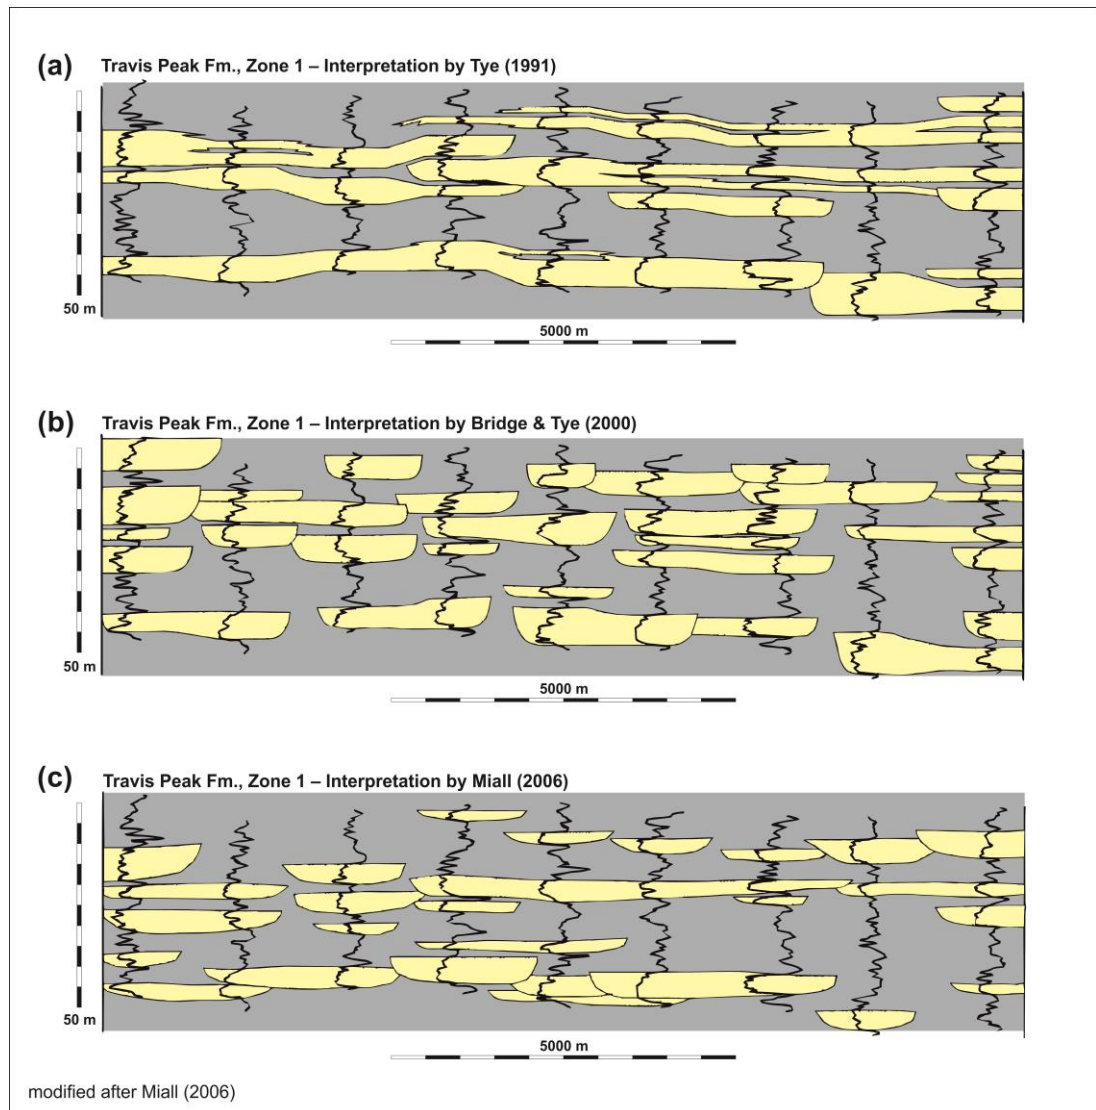 (a) Travis Peak Fm., Zone 1 – Interpretation by Tye (1991)
50 m
5000 m
(b) Travis Peak Fm., Zone 1 – Interpretation by Bridge & Tye (2000)
50 m
5000 m
(c) Travis Peak Fm., Zone 1 – Interpretation by Miall (2006)
50 m
5000 m
modified after Miall (2006)